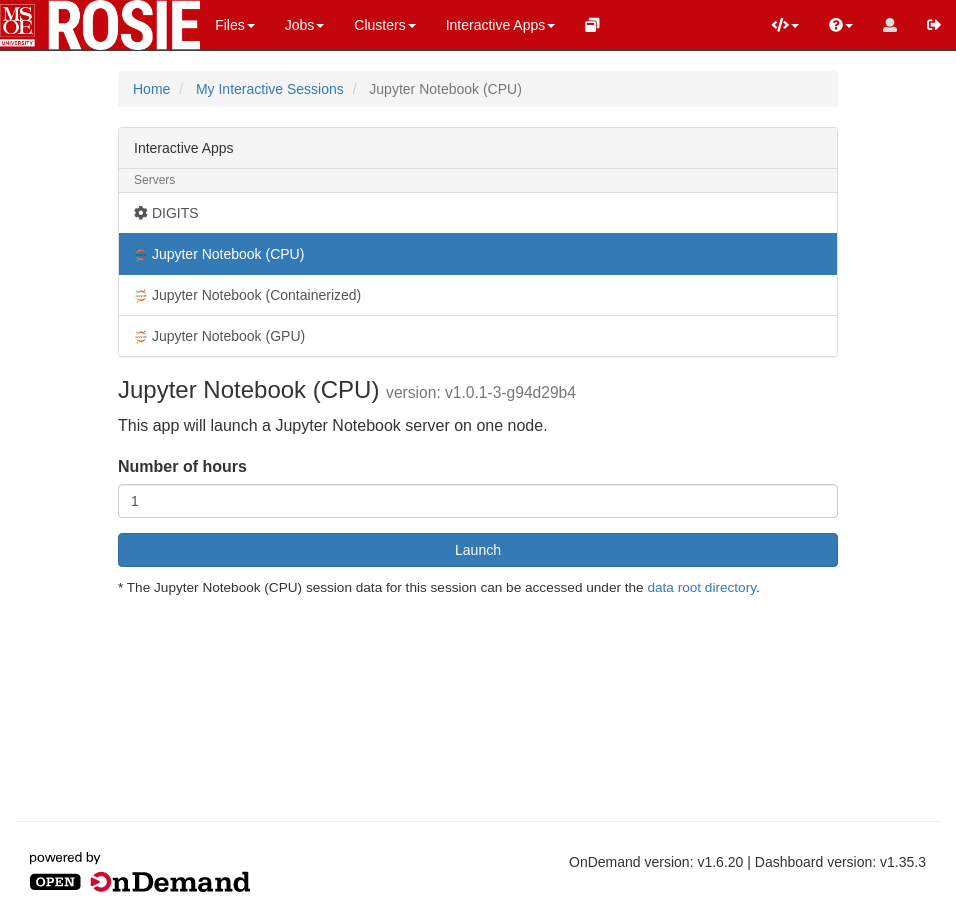 MSOE UNIVERSITY ROSIE Files Jobs Clusters Interactive Apps
Home / My Interactive Sessions / Jupyter Notebook (CPU)
Interactive Apps
Servers
DIGITS
Jupyter Notebook (CPU)
Jupyter Notebook (Containerized)
Jupyter Notebook (GPU)
Jupyter Notebook (CPU) version: v1.0.1-3-g94d29b4
This app will launch a Jupyter Notebook server on one node.
Number of hours
1
Launch
* The Jupyter Notebook (CPU) session data for this session can be accessed under the data root directory.
powered by
OPEN OnDemand
OnDemand version: v1.6.20 | Dashboard version: v1.35.3